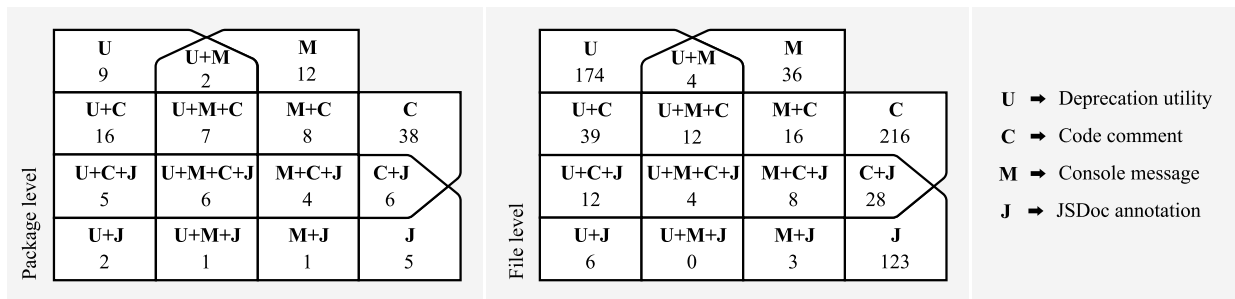 Package level
U U+M M
9 2 12
U+C U+M+C M+C C
16 7 8 38
U+C+J U+M+C+J M+C+J C+J
5 6 4 6
U+J U+M+J M+J J
2 1 1 5
File level
U U+M M
174 4 36
U+C U+M+C M+C C
39 12 16 216
U+C+J U+M+C+J M+C+J C+J
12 4 8 28
U+J U+M+J M+J J
6 0 3 123
U ➡ Deprecation utility
C ➡ Code comment
M ➡ Console message
J ➡ JSDoc annotation